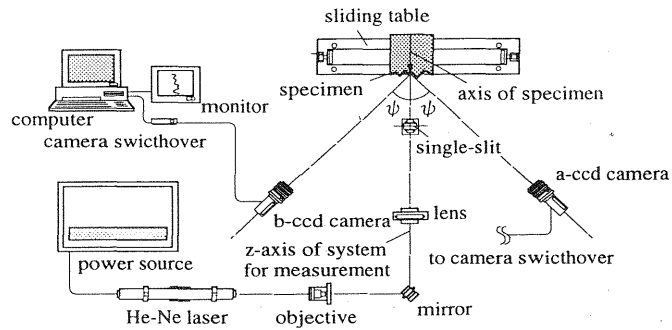 sliding table
specimen
axis of specimen
monitor
computer
camera swicthover
ψ ψ
single-slit
a-ccd camera
b-ccd camera
lens
z-axis of system
for measurement
to camera swicthover
power source
mirror
He-Ne laser
objective